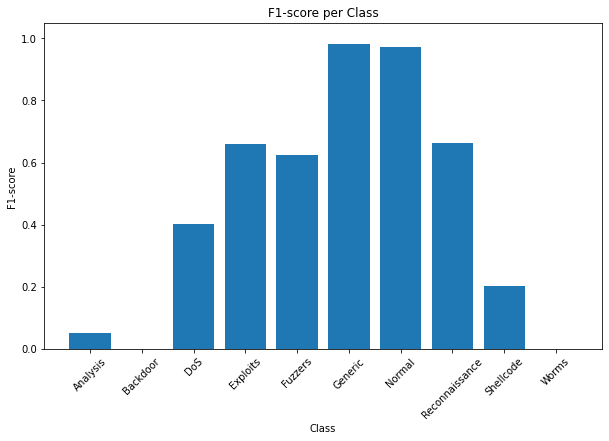 F1-score per Class
1.0
0.8
0.6
0.4
0.2
0.0
F1-score
Analysis
Backdoor
DoS
Exploits
Fuzzers
Generic
Normal
Reconnaissance
Shellcode
Worms
Class